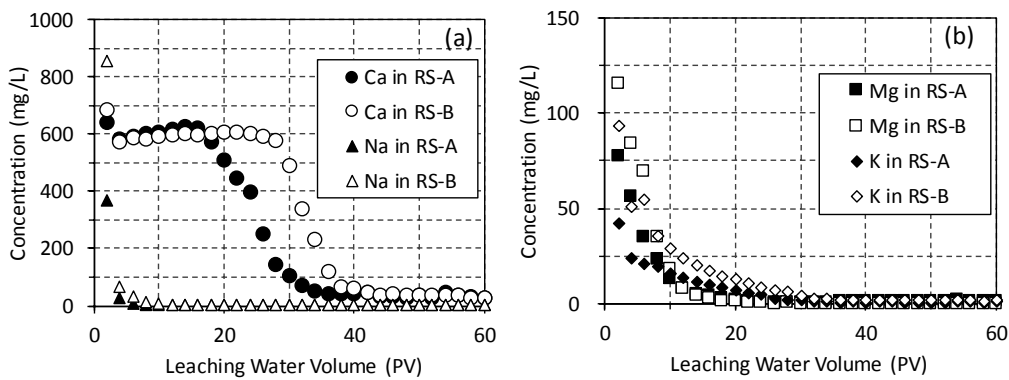 (a)
1000
800
600
400
200
0
Concentration (mg/L)
Ca in RS-A
Ca in RS-B
Na in RS-A
Na in RS-B
0 20 40 60
Leaching Water Volume (PV)
(b)
150
100
50
0
Concentration (mg/L)
Mg in RS-A
Mg in RS-B
K in RS-A
K in RS-B
0 20 40 60
Leaching Water Volume (PV)